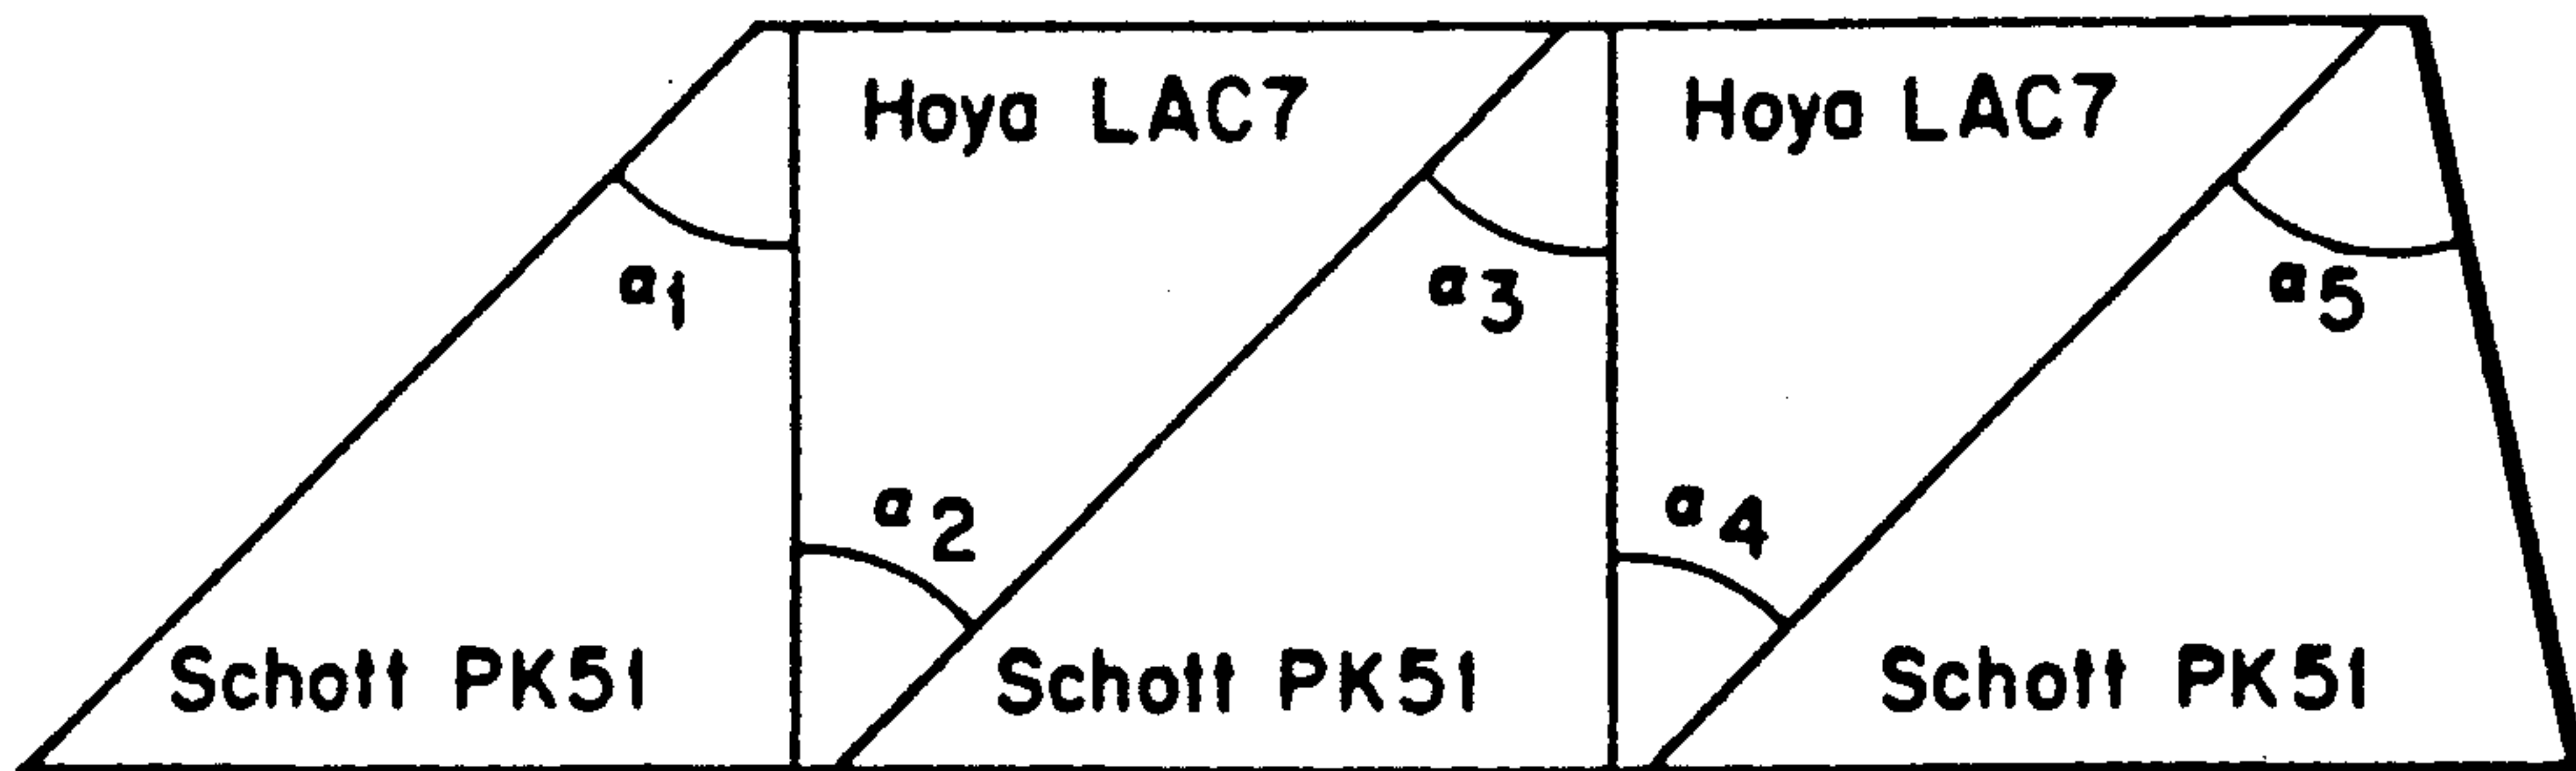 Hoya LAC7
Hoya LAC7
α1
α3
α5
α2
α4
Schott PK51
Schott PK51
Schott PK51